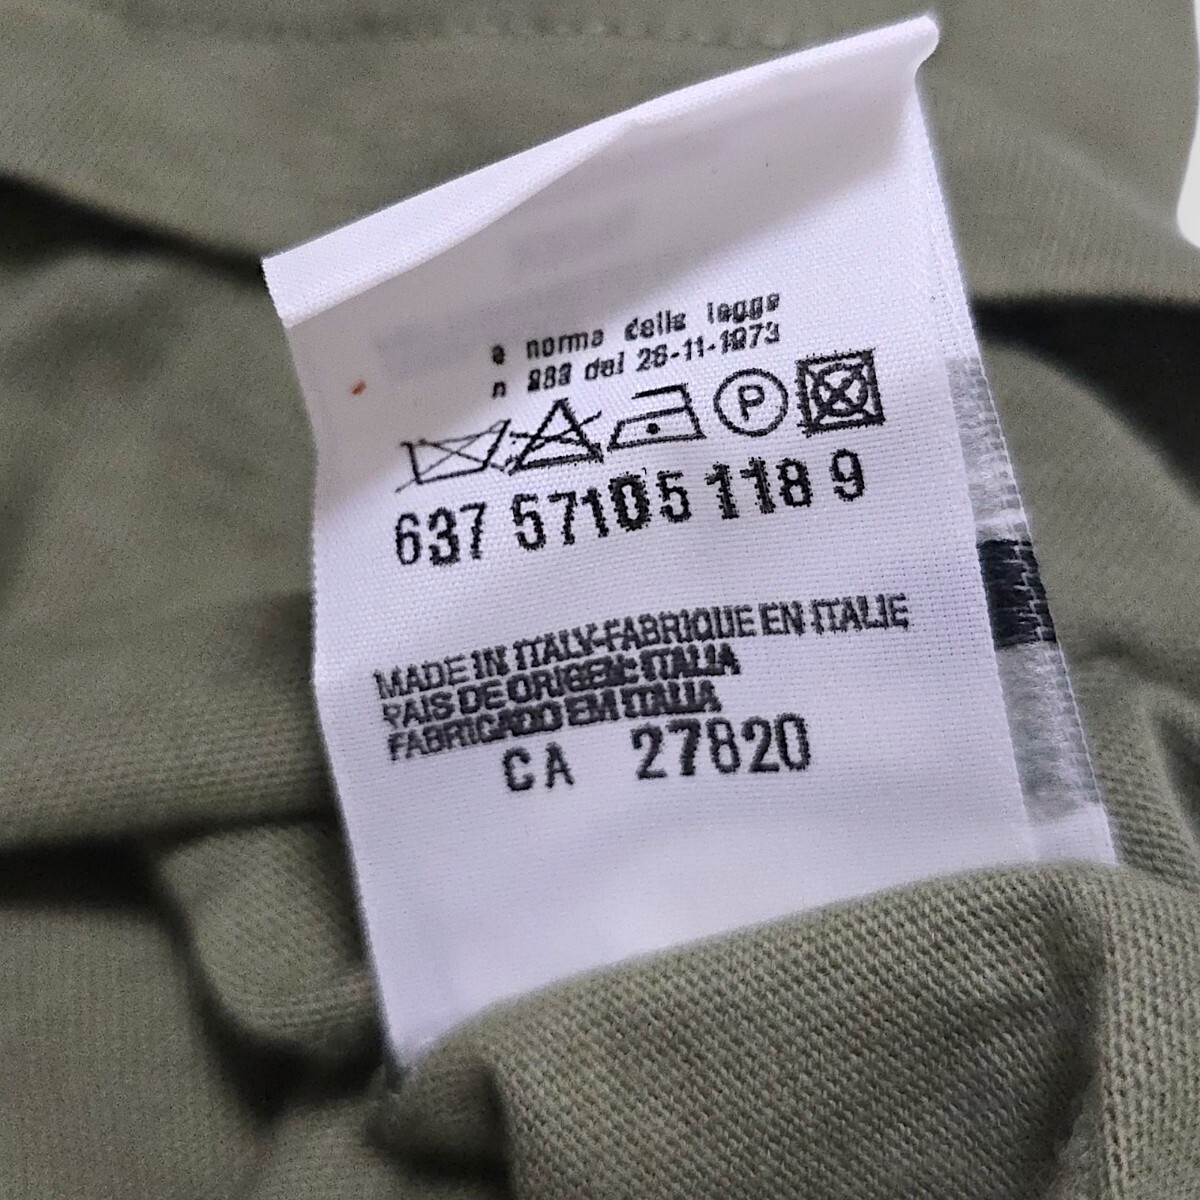 a norma della legge
n 883 del 26-11-1973
P
637 57105 118 9
MADE IN ITALY-FABRIQUE EN ITALIE
PAIS DE ORIGEN: ITALIA
FABRICADO EM ITALIA
CA 27820